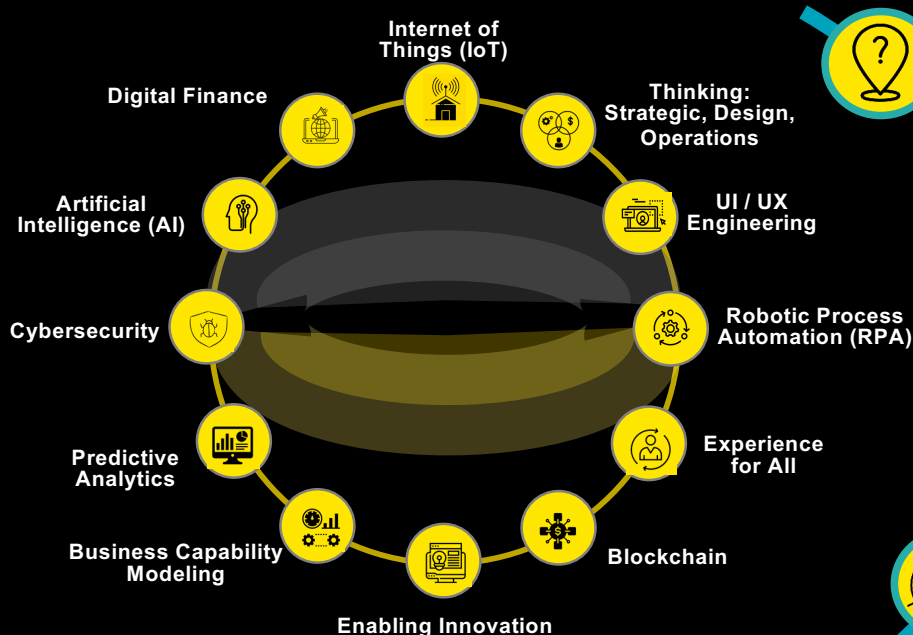 Internet of
Things (IoT)
Digital Finance
Thinking:
Strategic, Design,
Operations
Artificial
Intelligence (AI)
UI / UX
Engineering
Cybersecurity
Robotic Process
Automation (RPA)
Predictive
Analytics
Experience
for All
Business Capability
Modeling
Blockchain
Enabling Innovation
?
$
$